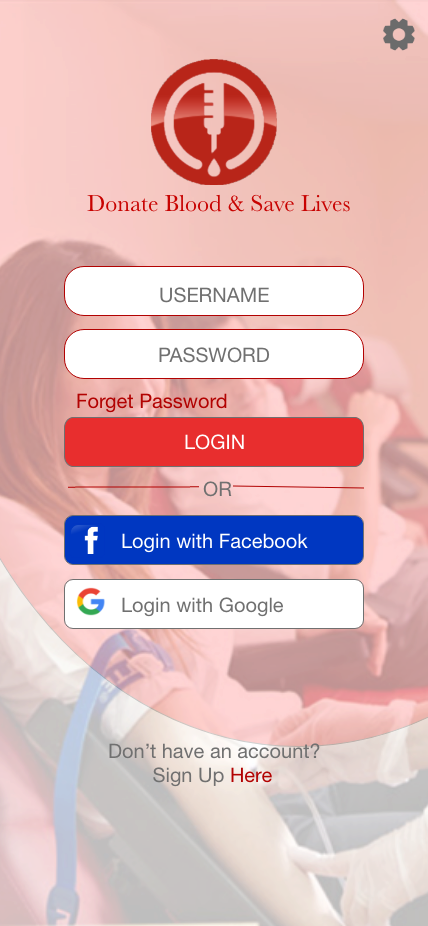 Donate Blood & Save Lives
USERNAME
PASSWORD
Forget Password
LOGIN
OR
f Login with Facebook
G Login with Google
Don’t have an account?
Sign Up Here